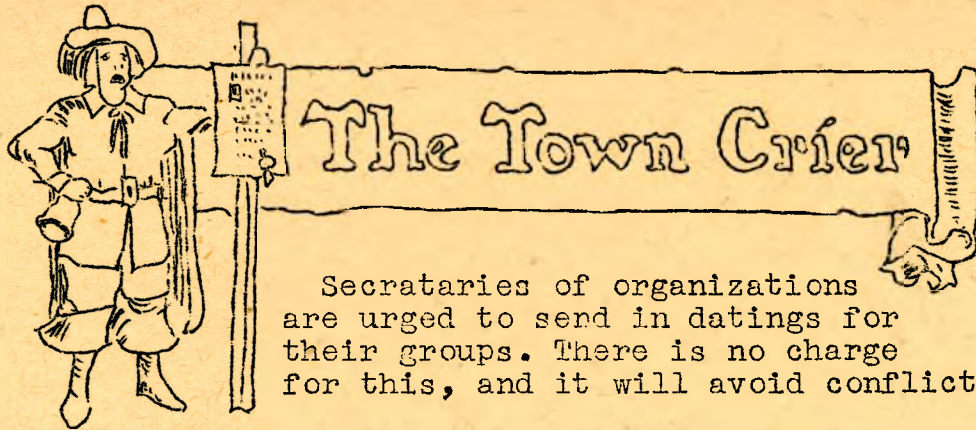 The Town Crier
Secrataries of organizations
are urged to send in datings for
their groups. There is no charge
for this, and it will avoid conflict